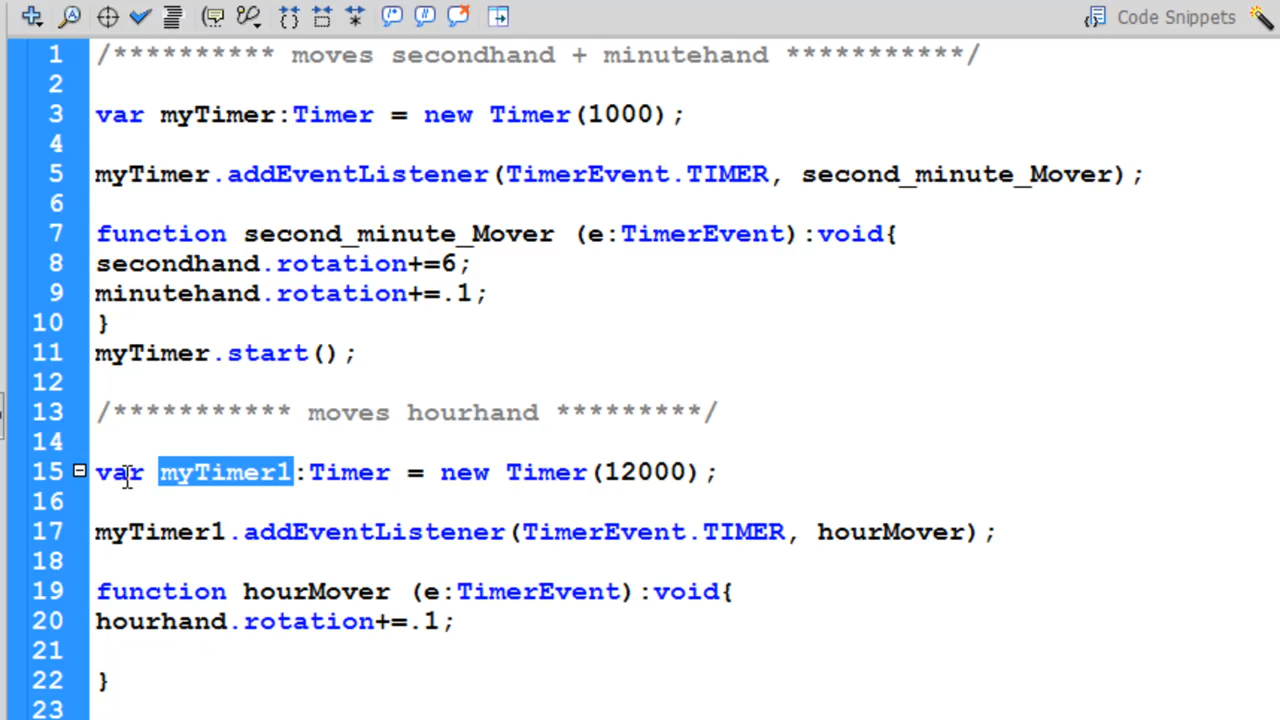 Code Snippets
1 /********** moves secondhand + minutehand ***********/
2
3 var myTimer:Timer = new Timer(1000);
4
5 myTimer.addEventListener(TimerEvent.TIMER, second_minute_Mover);
6
7 function second_minute_Mover (e:TimerEvent):void{
8 secondhand.rotation+=6;
9 minutehand.rotation+=.1;
10 }
11 myTimer.start();
12
13 /*********** moves hourhand *********/
14
15 var myTimer1:Timer = new Timer(12000);
16
17 myTimer1.addEventListener(TimerEvent.TIMER, hourMover);
18
19 function hourMover (e:TimerEvent):void{
20 hourhand.rotation+=.1;
21
22 }
23